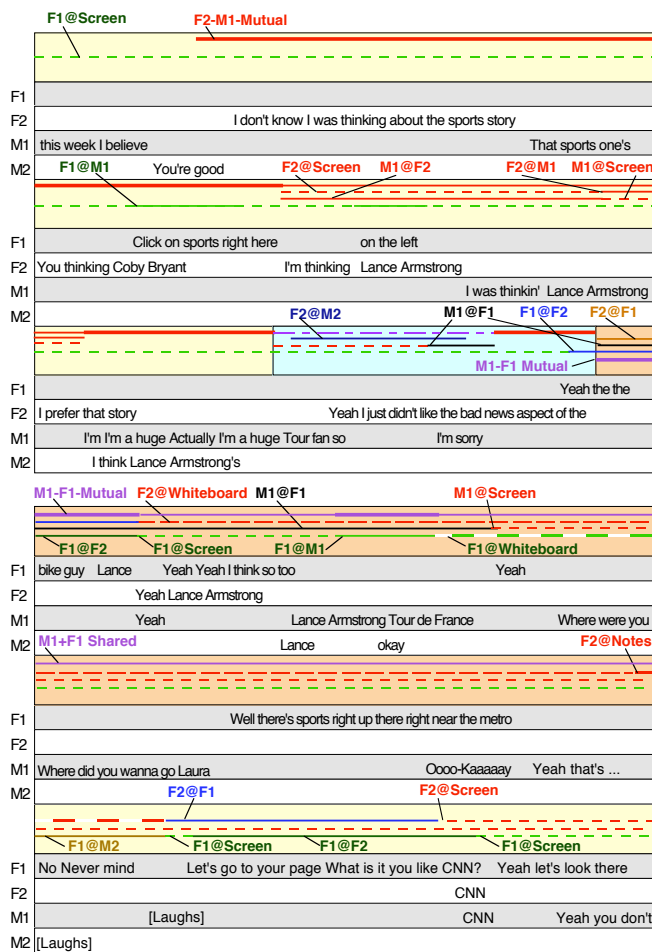 F1@Screen F2-M1-Mutual
F1
F2 I don't know I was thinking about the sports story
M1 this week I believe That sports one's
M2 F1@M1 You're good F2@Screen M1@F2 F2@M1 M1@Screen
F1 Click on sports right here on the left
F2 You thinking Coby Bryant I'm thinking Lance Armstrong
M1 I was thinkin' Lance Armstrong
M2 F2@M2 M1@F1 F1@F2 F2@F1
M1-F1 Mutual
F1 Yeah the the
F2 I prefer that story Yeah I just didn't like the bad news aspect of the
M1 I'm I'm a huge Actually I'm a huge Tour fan so I'm sorry
M2 I think Lance Armstrong's
M1-F1-Mutual F2@Whiteboard M1@F1 M1@Screen
F1@F2 F1@Screen F1@M1 F1@Whiteboard
F1 bike guy Lance Yeah Yeah I think so too Yeah
F2 Yeah Lance Armstrong
M1 Yeah Lance Armstrong Tour de France Where were you
M2 M1+F1 Shared Lance okay F2@Notes
F1 Well there's sports right up there right near the metro
F2
M1 Where did you wanna go Laura Oooo-Kaaaaay Yeah that's ...
M2 F2@F1 F2@Screen
F1@M2 F1@Screen F1@F2 F1@Screen
F1 No Never mind Let's go to your page What is it you like CNN? Yeah let's look there
F2 CNN
M1 [Laughs] CNN Yeah you don't
M2 [Laughs]